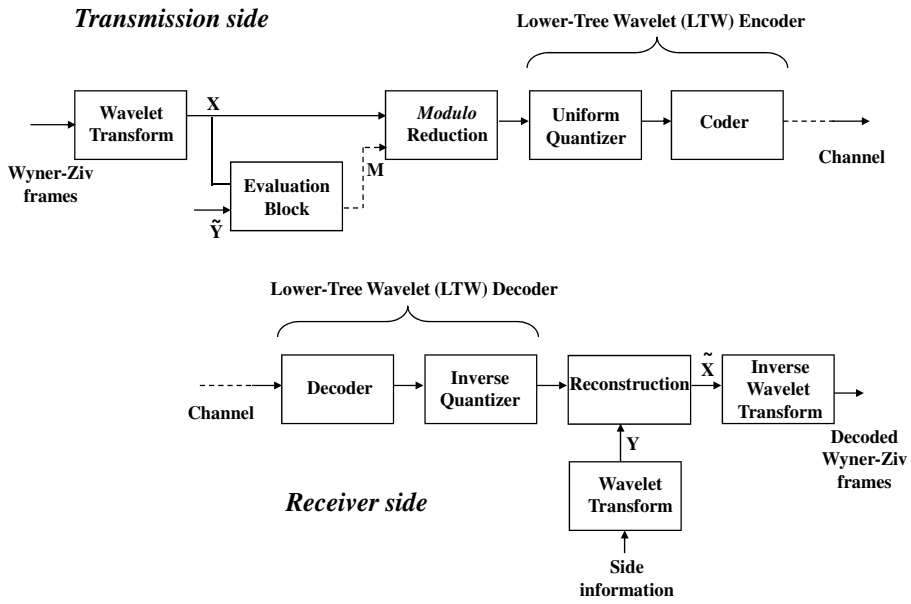 Transmission side
Lower-Tree Wavelet (LTW) Encoder
Wavelet
Transform
X
Modulo
Reduction
Uniform
Quantizer
Coder
Wyner-Ziv
frames
Evaluation
Block
M
Channel
Ỹ
Lower-Tree Wavelet (LTW) Decoder
Channel
Decoder
Inverse
Quantizer
Reconstruction
X̃
Inverse
Wavelet
Transform
Y
Decoded
Wyner-Ziv
frames
Receiver side
Wavelet
Transform
Side
information